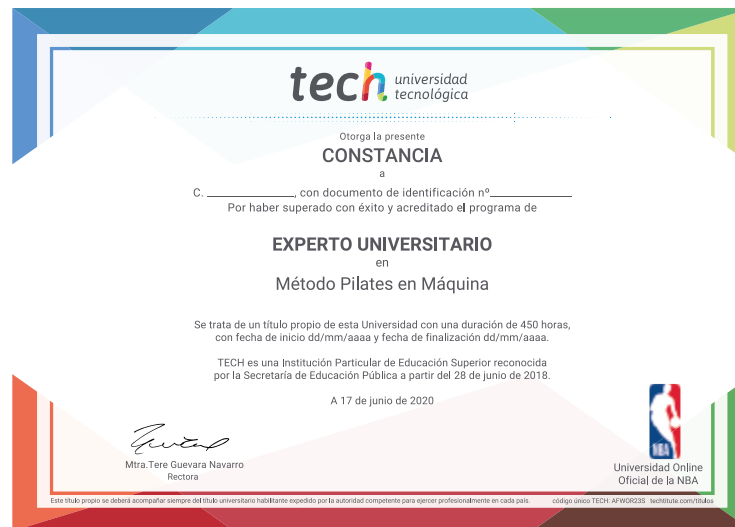 tech universidad
tecnológica
Otorga la presente
CONSTANCIA
a
C. ________________, con documento de identificación nº______________
Por haber superado con éxito y acreditado el programa de
EXPERTO UNIVERSITARIO
en
Método Pilates en Máquina
Se trata de un título propio de esta Universidad con una duración de 450 horas,
con fecha de inicio dd/mm/aaaa y fecha de finalización dd/mm/aaaa.
TECH es una Institución Particular de Educación Superior reconocida
por la Secretaría de Educación Pública a partir del 28 de junio de 2018.
A 17 de junio de 2020
Mtra.Tere Guevara Navarro
Rectora
NBA
Universidad Online
Oficial de la NBA
Este título propio se deberá acompañar siempre del título universitario habilitante expedido por la autoridad competente para ejercer profesionalmente en cada país. código único TECH: AFWOR23S techtitute.com/titulos